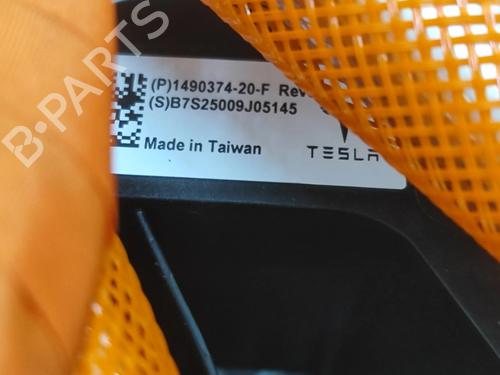 (P)1490374-20-F Rev
(S)B7S25009J05145
Made in Taiwan
TESLA
B-PARTS